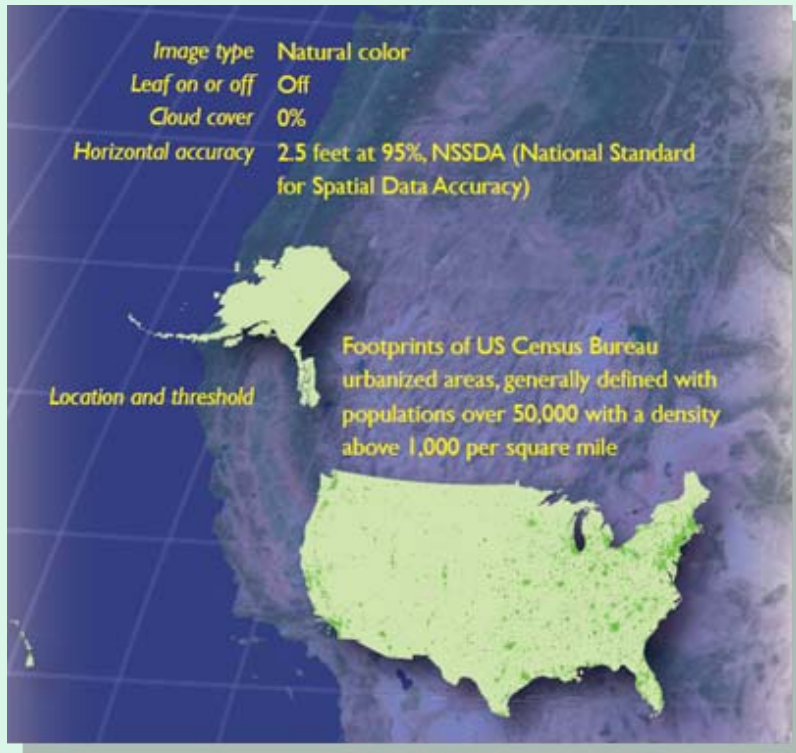 Image type Natural color
Leaf on or off Off
Cloud cover 0%
Horizontal accuracy 2.5 feet at 95%, NSSDA (National Standard
for Spatial Data Accuracy)
Footprints of US Census Bureau
urbanized areas, generally defined with
Location and threshold populations over 50,000 with a density
above 1,000 per square mile